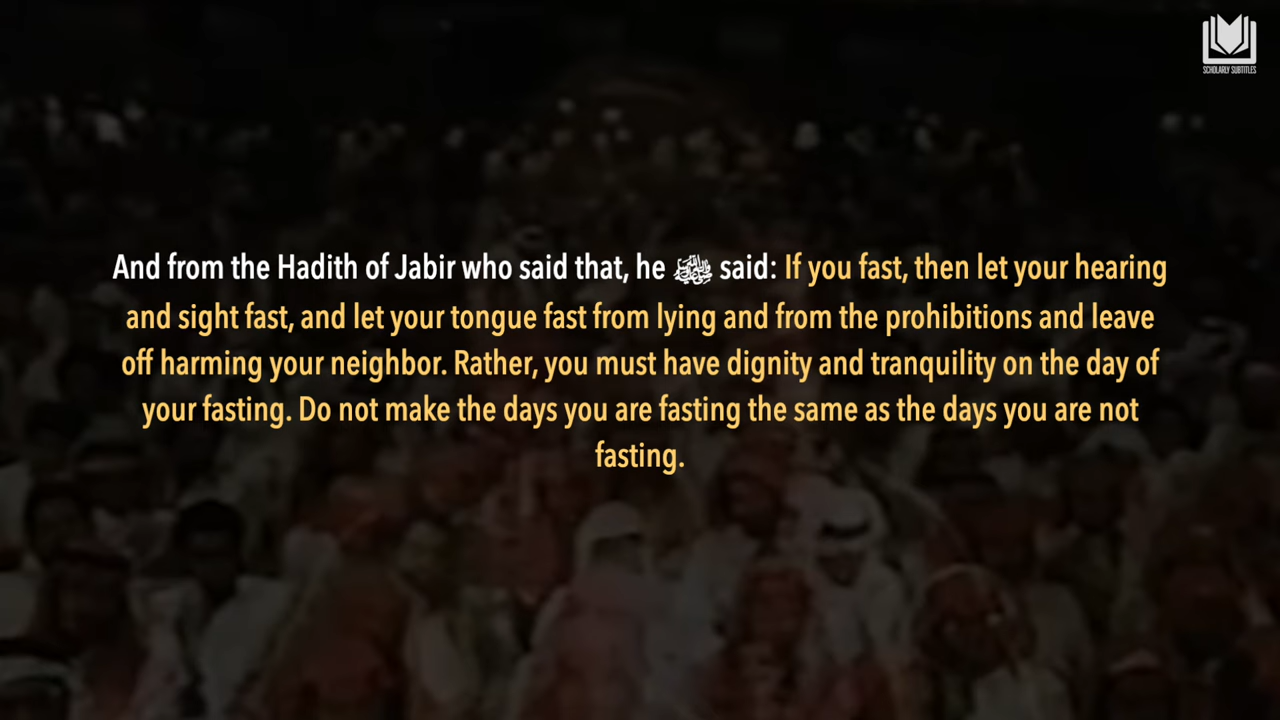 SCHOLARLY SUBTITLES
And from the Hadith of Jabir who said that, he ﷺ said: If you fast, then let your hearing
and sight fast, and let your tongue fast from lying and from the prohibitions and leave
off harming your neighbor. Rather, you must have dignity and tranquility on the day of
your fasting. Do not make the days you are fasting the same as the days you are not
fasting.